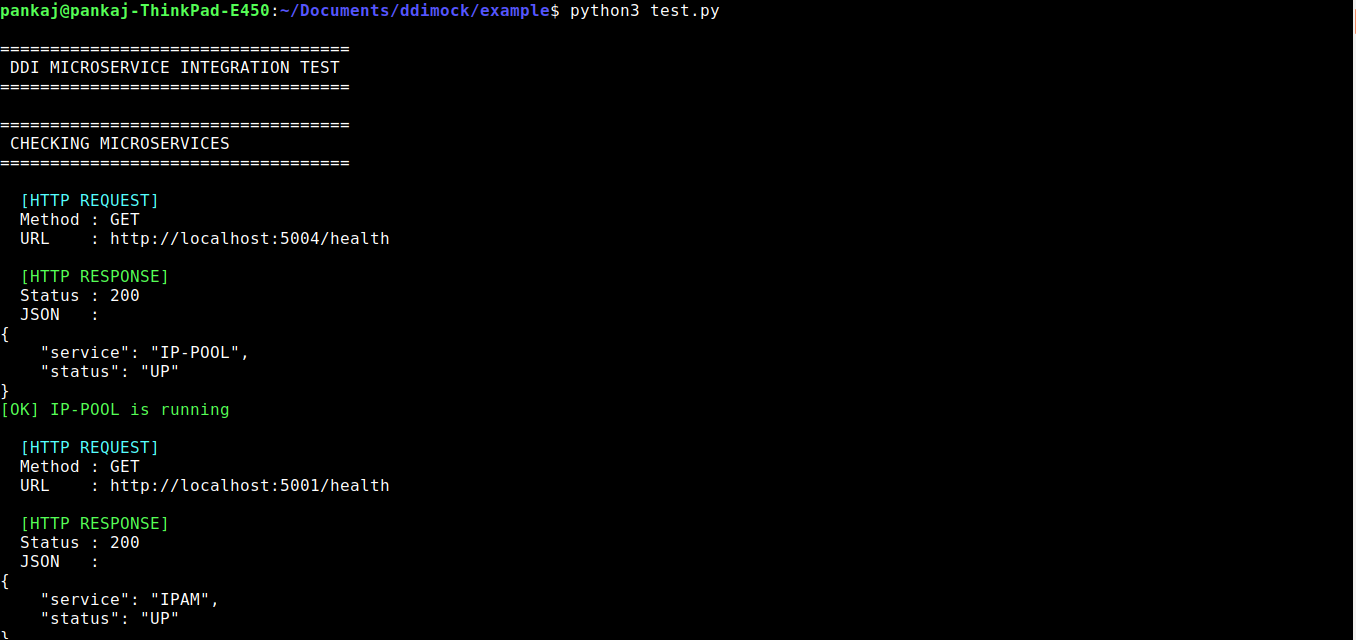 pankaj@pankaj-ThinkPad-E450:~/Documents/ddimock/example$ python3 test.py
===================================
 DDI MICROSERVICE INTEGRATION TEST
===================================
===================================
 CHECKING MICROSERVICES
===================================
  [HTTP REQUEST]
  Method : GET
  URL    : http://localhost:5004/health
  [HTTP RESPONSE]
  Status : 200
  JSON   :
{
    "service": "IP-POOL",
    "status": "UP"
}
[OK] IP-POOL is running
  [HTTP REQUEST]
  Method : GET
  URL    : http://localhost:5001/health
  [HTTP RESPONSE]
  Status : 200
  JSON   :
{
    "service": "IPAM",
    "status": "UP"
}